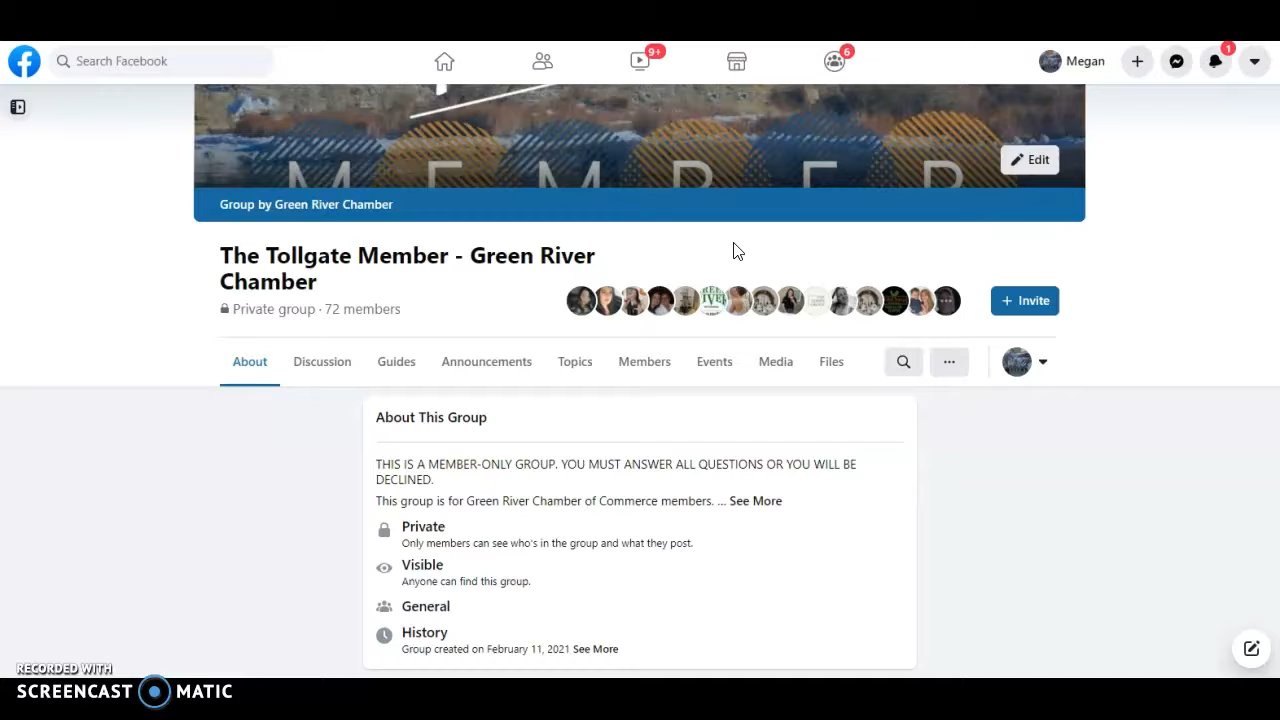 Search Facebook
9+
6
Megan
1
MEMBER
Edit
Group by Green River Chamber
The Tollgate Member - Green River
Chamber
Private group · 72 members
Invite
About
Discussion
Guides
Announcements
Topics
Members
Events
Media
Files
About This Group
THIS IS A MEMBER-ONLY GROUP. YOU MUST ANSWER ALL QUESTIONS OR YOU WILL BE
DECLINED.
This group is for Green River Chamber of Commerce members. ... See More
Private
Only members can see who's in the group and what they post.
Visible
Anyone can find this group.
General
History
Group created on February 11, 2021 See More
RECORDED WITH
SCREENCAST MATIC